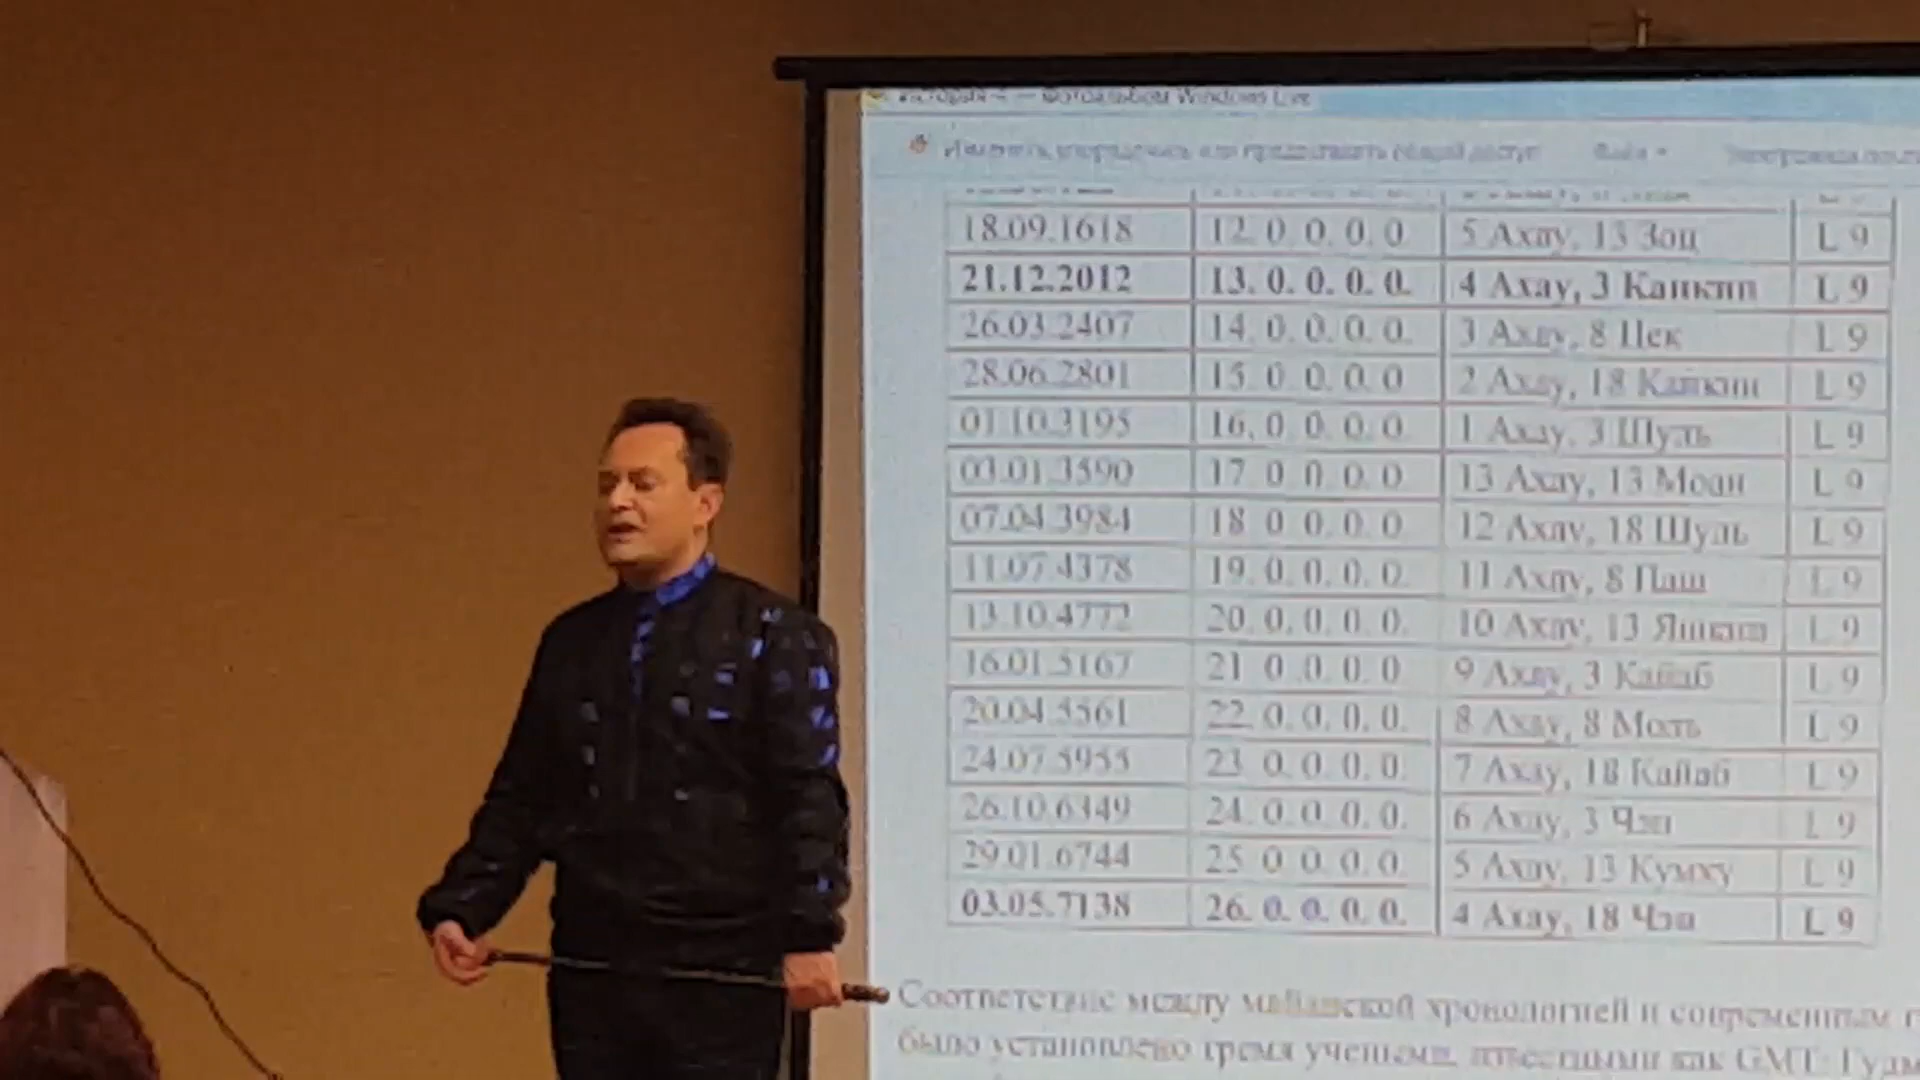 Windows Live
18.09.1618 12. 0. 0. 0. 0. 5 Ахау, 13 Зоц L 9
21.12.2012 13. 0. 0. 0. 0. 4 Ахау, 3 Канкин L 9
26.03.2407 14. 0. 0. 0. 0. 3 Ахау, 8 Цек L 9
28.06.2801 15. 0. 0. 0. 0. 2 Ахау, 18 Канкин L 9
01.10.3195 16. 0. 0. 0. 0. 1 Ахау, 3 Шуль L 9
03.01.3590 17. 0. 0. 0. 0. 13 Ахау, 13 Моан L 9
07.04.3984 18. 0. 0. 0. 0. 12 Ахау, 18 Шуль L 9
11.07.4378 19. 0. 0. 0. 0. 11 Ахау, 8 Паш L 9
13.10.4772 20. 0. 0. 0. 0. 10 Ахау, 13 Яшкин L 9
16.01.5167 21. 0. 0. 0. 0. 9 Ахау, 3 Кайаб L 9
20.04.5561 22. 0. 0. 0. 0. 8 Ахау, 8 Моль L 9
24.07.5955 23. 0. 0. 0. 0. 7 Ахау, 18 Кайаб L 9
26.10.6349 24. 0. 0. 0. 0. 6 Ахау, 3 Чэн L 9
29.01.6744 25. 0. 0. 0. 0. 5 Ахау, 13 Кумху L 9
03.05.7138 26. 0. 0. 0. 0. 4 Ахау, 18 Чэн L 9
Соответствие между майянской хронологией и современным
было установлено тремя учеными, известными как GMT: